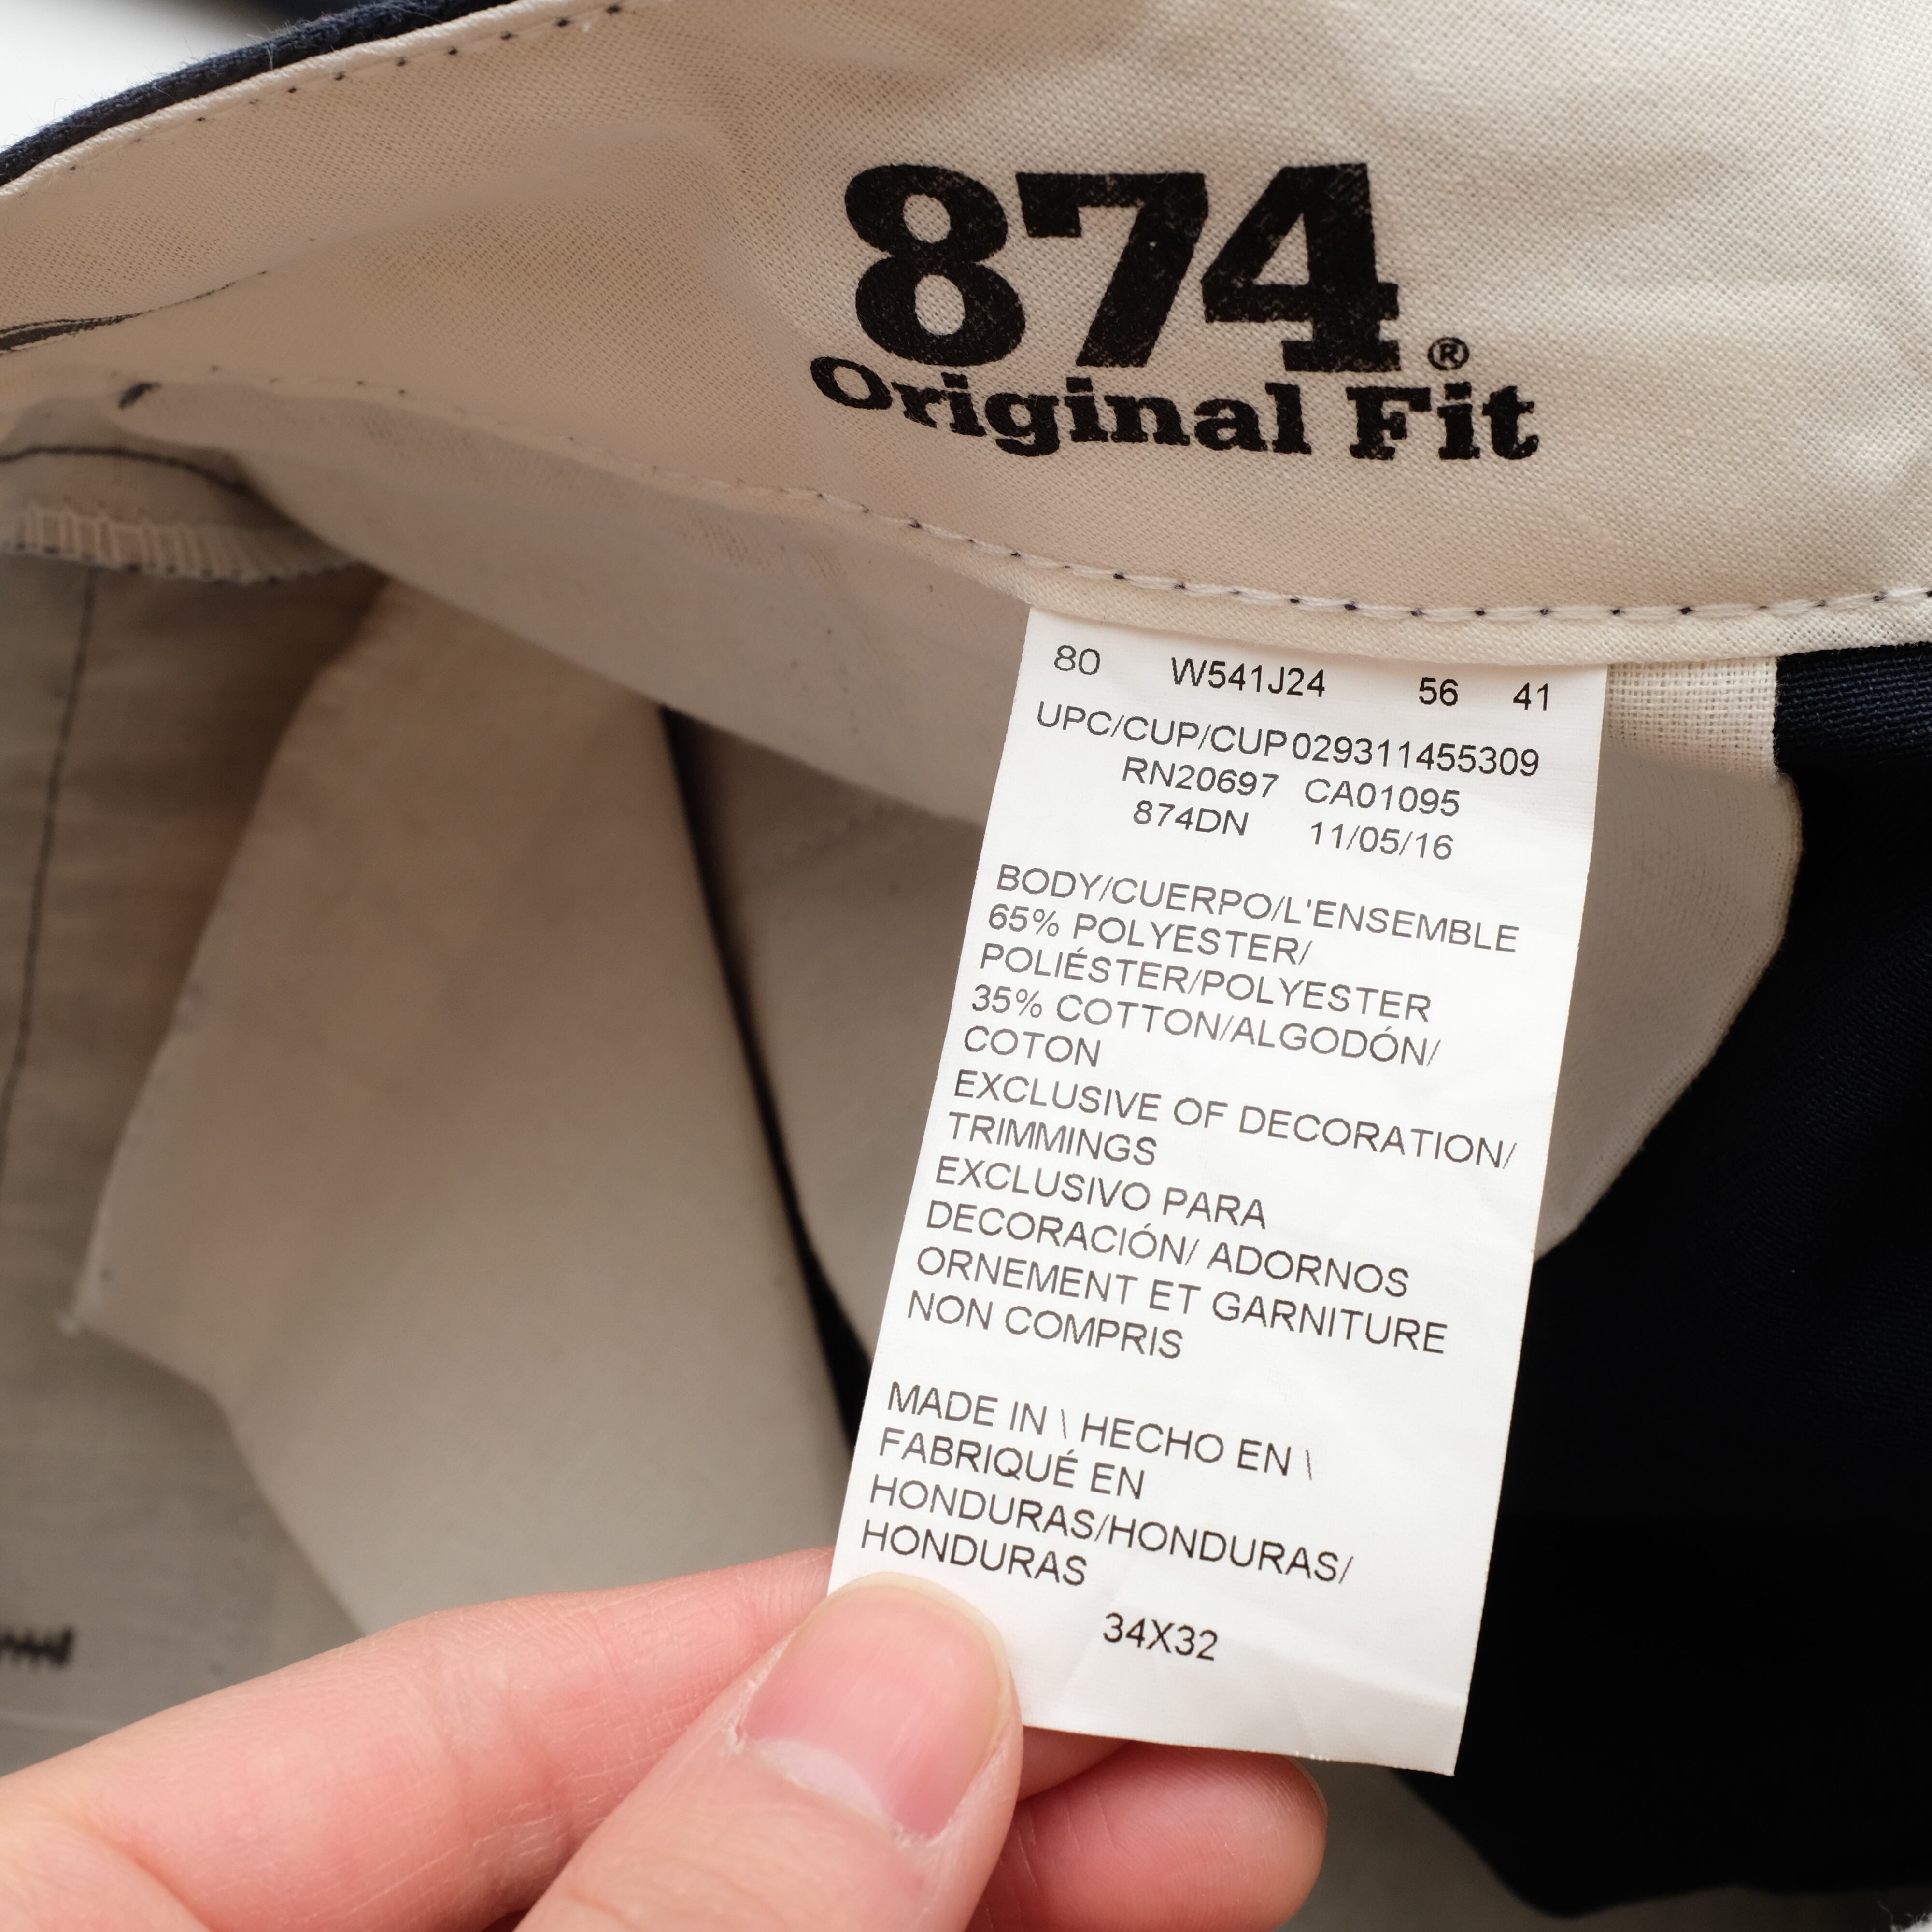 874®
Original Fit
80 W541J24 56 41
UPC/CUP/CUP029311455309
RN20697 CA01095
874DN 11/05/16
BODY/CUERPO/L'ENSEMBLE
65% POLYESTER/
POLIÉSTER/POLYESTER
35% COTTON/ALGODÓN/
COTON
EXCLUSIVE OF DECORATION/
TRIMMINGS
EXCLUSIVO PARA
DECORACIÓN/ ADORNOS
ORNEMENT ET GARNITURE
NON COMPRIS
MADE IN \ HECHO EN \
FABRIQUÉ EN
HONDURAS/HONDURAS/
HONDURAS
34X32